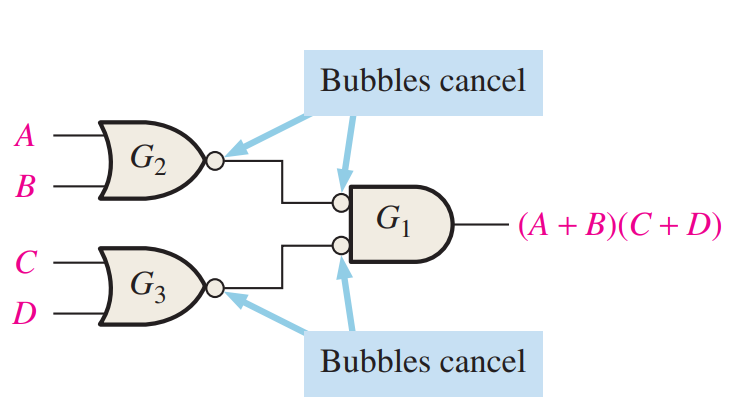 Bubbles cancel
A
G₂
B
G₁
(A + B)(C + D)
C
G₃
D
Bubbles cancel